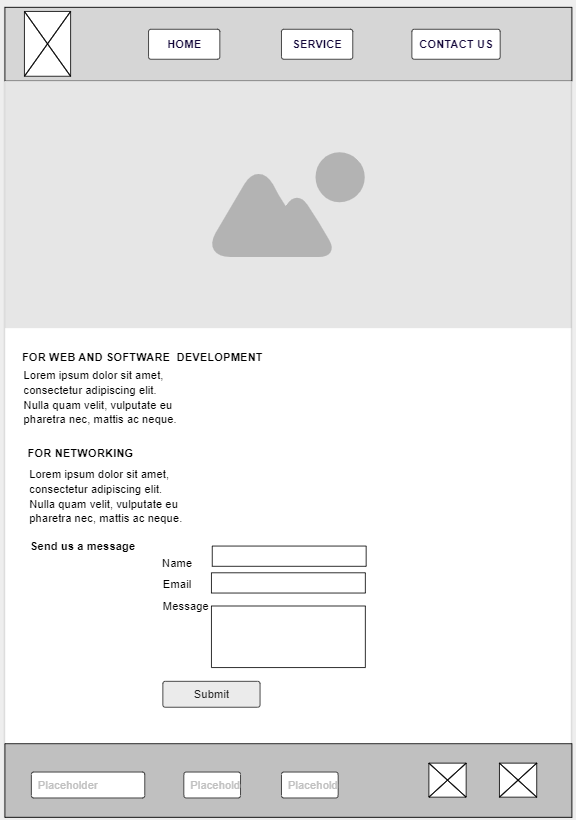 HOME
SERVICE
CONTACT US
FOR WEB AND SOFTWARE DEVELOPMENT
Lorem ipsum dolor sit amet,
consectetur adipiscing elit.
Nulla quam velit, vulputate eu
pharetra nec, mattis ac neque.
FOR NETWORKING
Lorem ipsum dolor sit amet,
consectetur adipiscing elit.
Nulla quam velit, vulputate eu
pharetra nec, mattis ac neque.
Send us a message
Name
Email
Message
Submit
Placeholder
Placehold
Placehold